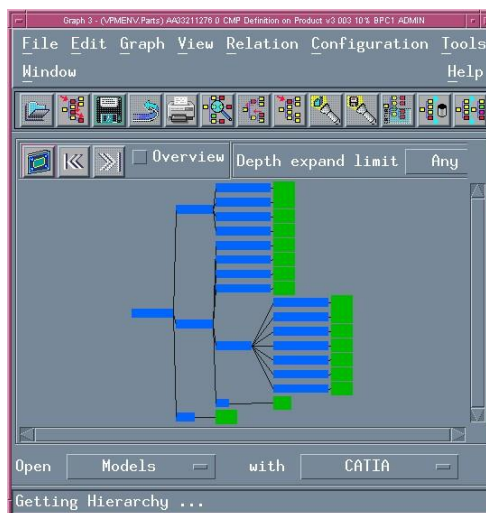 Graph 3 - (VPMENV.Parts) AA03211276 0 CMP Definition on Product v3 003 10% BPC1 ADMIN
File Edit Graph View Relation Configuration Tools
Window Help
Overview Depth expand limit Any
Open Models with CATIA
Getting Hierarchy ...